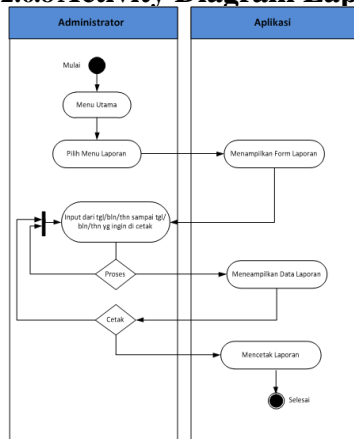 Activity Diagram Lap
Administrator
Aplikasi
Mulai
Menu Utama
Pilih Menu Laporan
Menampilkan Form Laporan
Input dari tgl/bln/thn sampai tgl/
bln/thn yg ingin di cetak
Proses
Meneampilkan Data Laporan
Cetak
Mencetak Laporan
Selesai